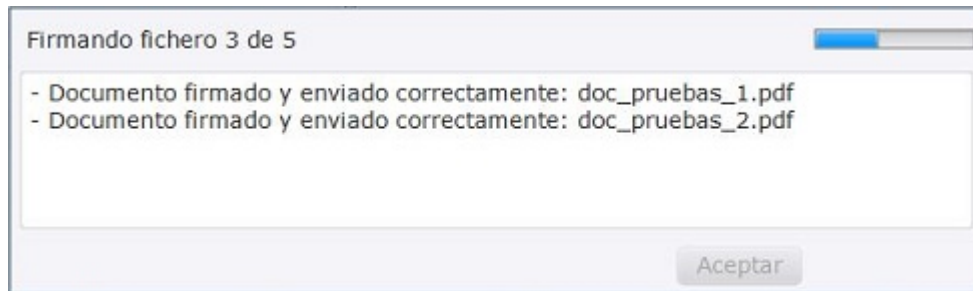 Firmando fichero 3 de 5
- Documento firmado y enviado correctamente: doc_pruebas_1.pdf
- Documento firmado y enviado correctamente: doc_pruebas_2.pdf
Aceptar